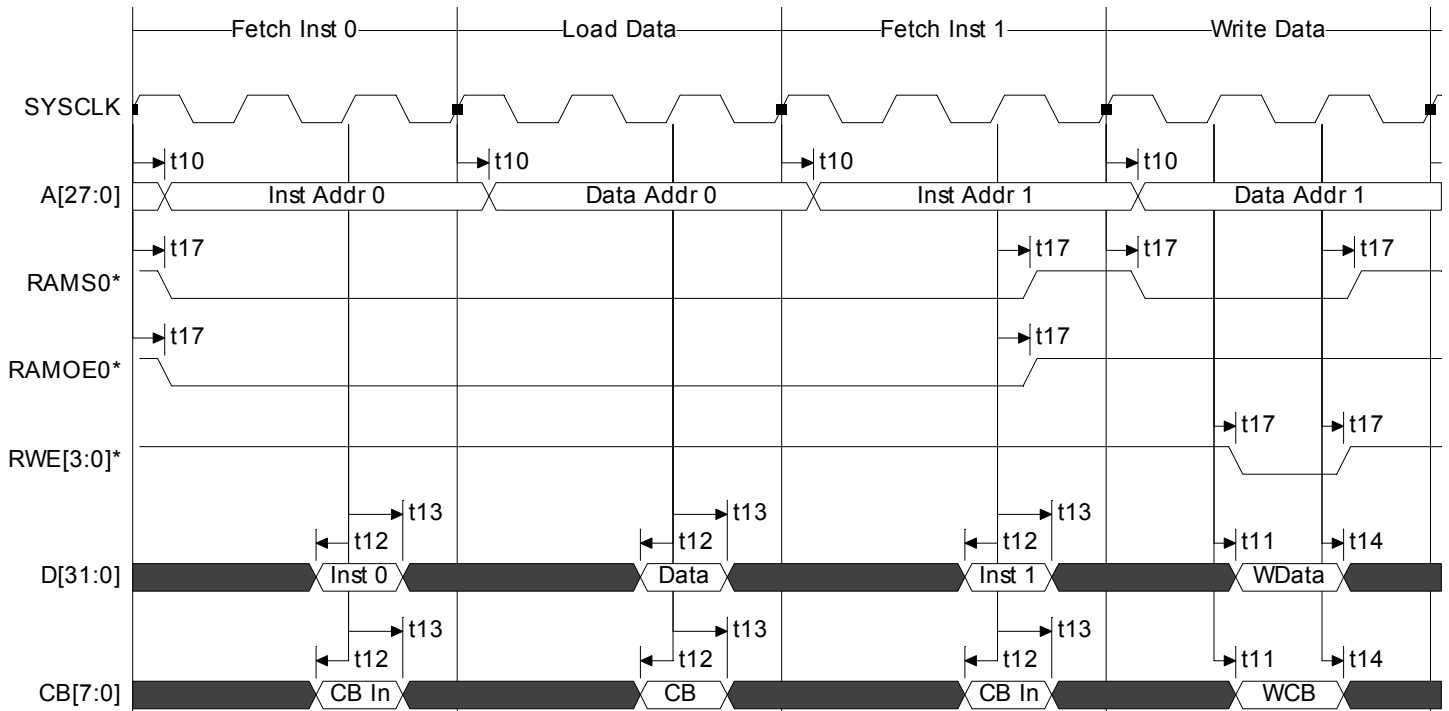 Fetch Inst 0 Load Data Fetch Inst 1 Write Data
SYSCLK
t10 t10 t10 t10
A[27:0] Inst Addr 0 Data Addr 0 Inst Addr 1 Data Addr 1
t17 t17 t17 t17
RAMS0*
t17 t17
RAMOE0*
t17 t17
RWE[3:0]*
t13 t13 t13
t12 t12 t12 t11 t14
D[31:0] Inst 0 Data Inst 1 WData
t13 t13 t13
t12 t12 t12 t11 t14
CB[7:0] CB In CB CB In WCB